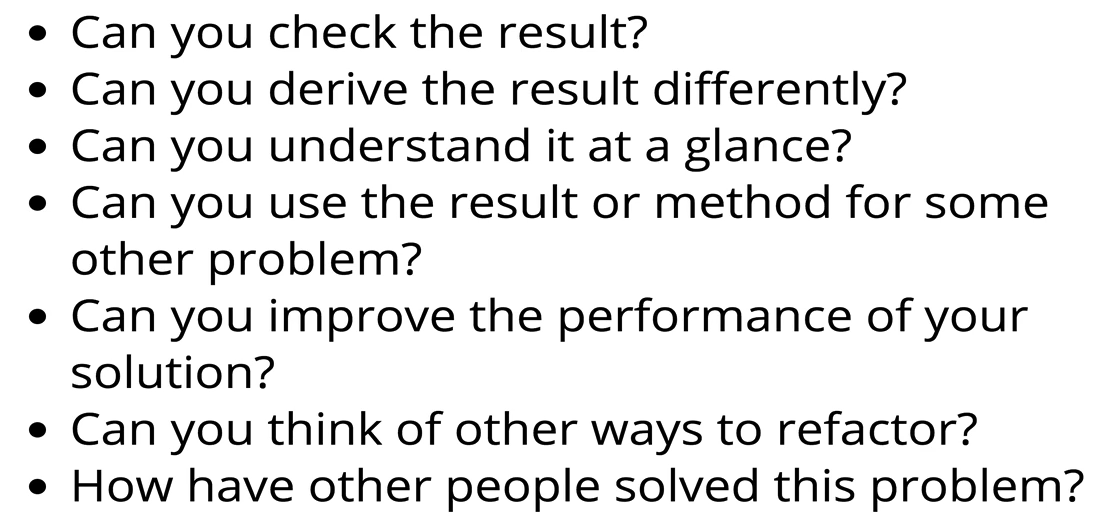 • Can you check the result?
• Can you derive the result differently?
• Can you understand it at a glance?
• Can you use the result or method for some
other problem?
• Can you improve the performance of your
solution?
• Can you think of other ways to refactor?
• How have other people solved this problem?